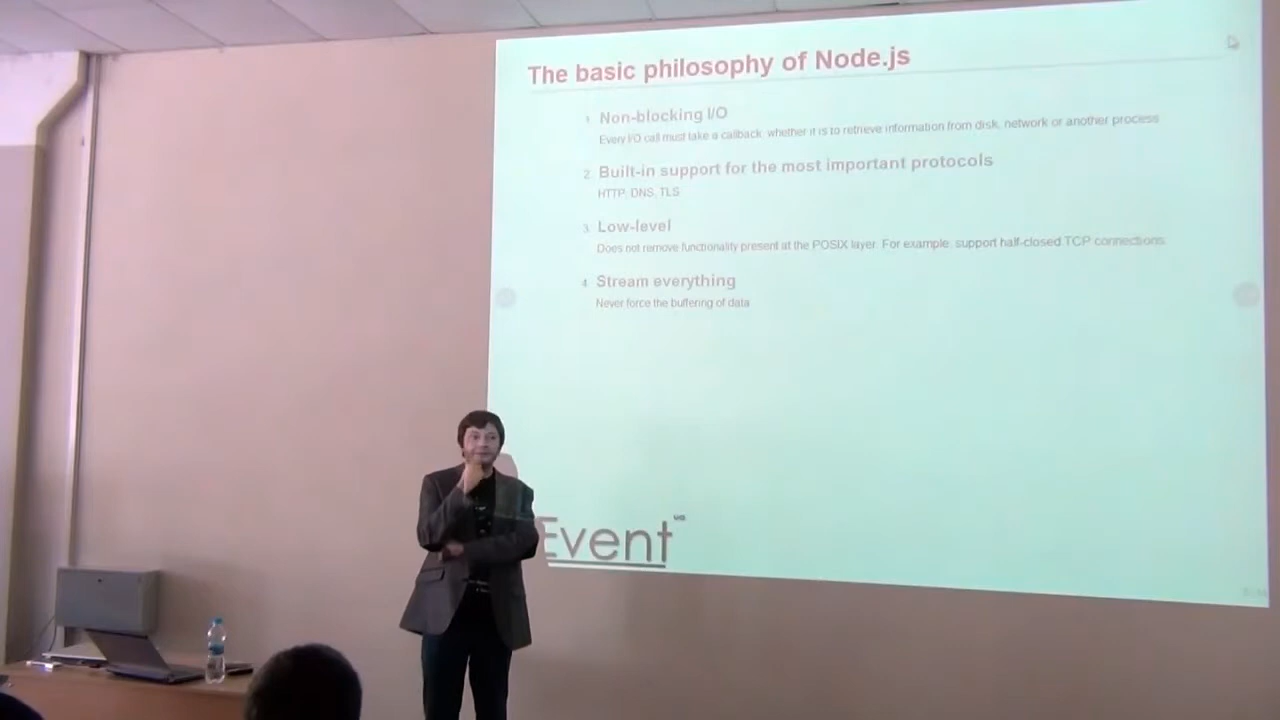 The basic philosophy of Node.js
1. Non-blocking I/O
Every I/O call must take a callback, whether it is to retrieve information from disk, network or another process
2. Built-in support for the most important protocols
HTTP, DNS, TLS
3. Low-level
Does not remove functionality present at the POSIX layer. For example, support half-closed TCP connections.
4. Stream everything
Never force the buffering of data
Event